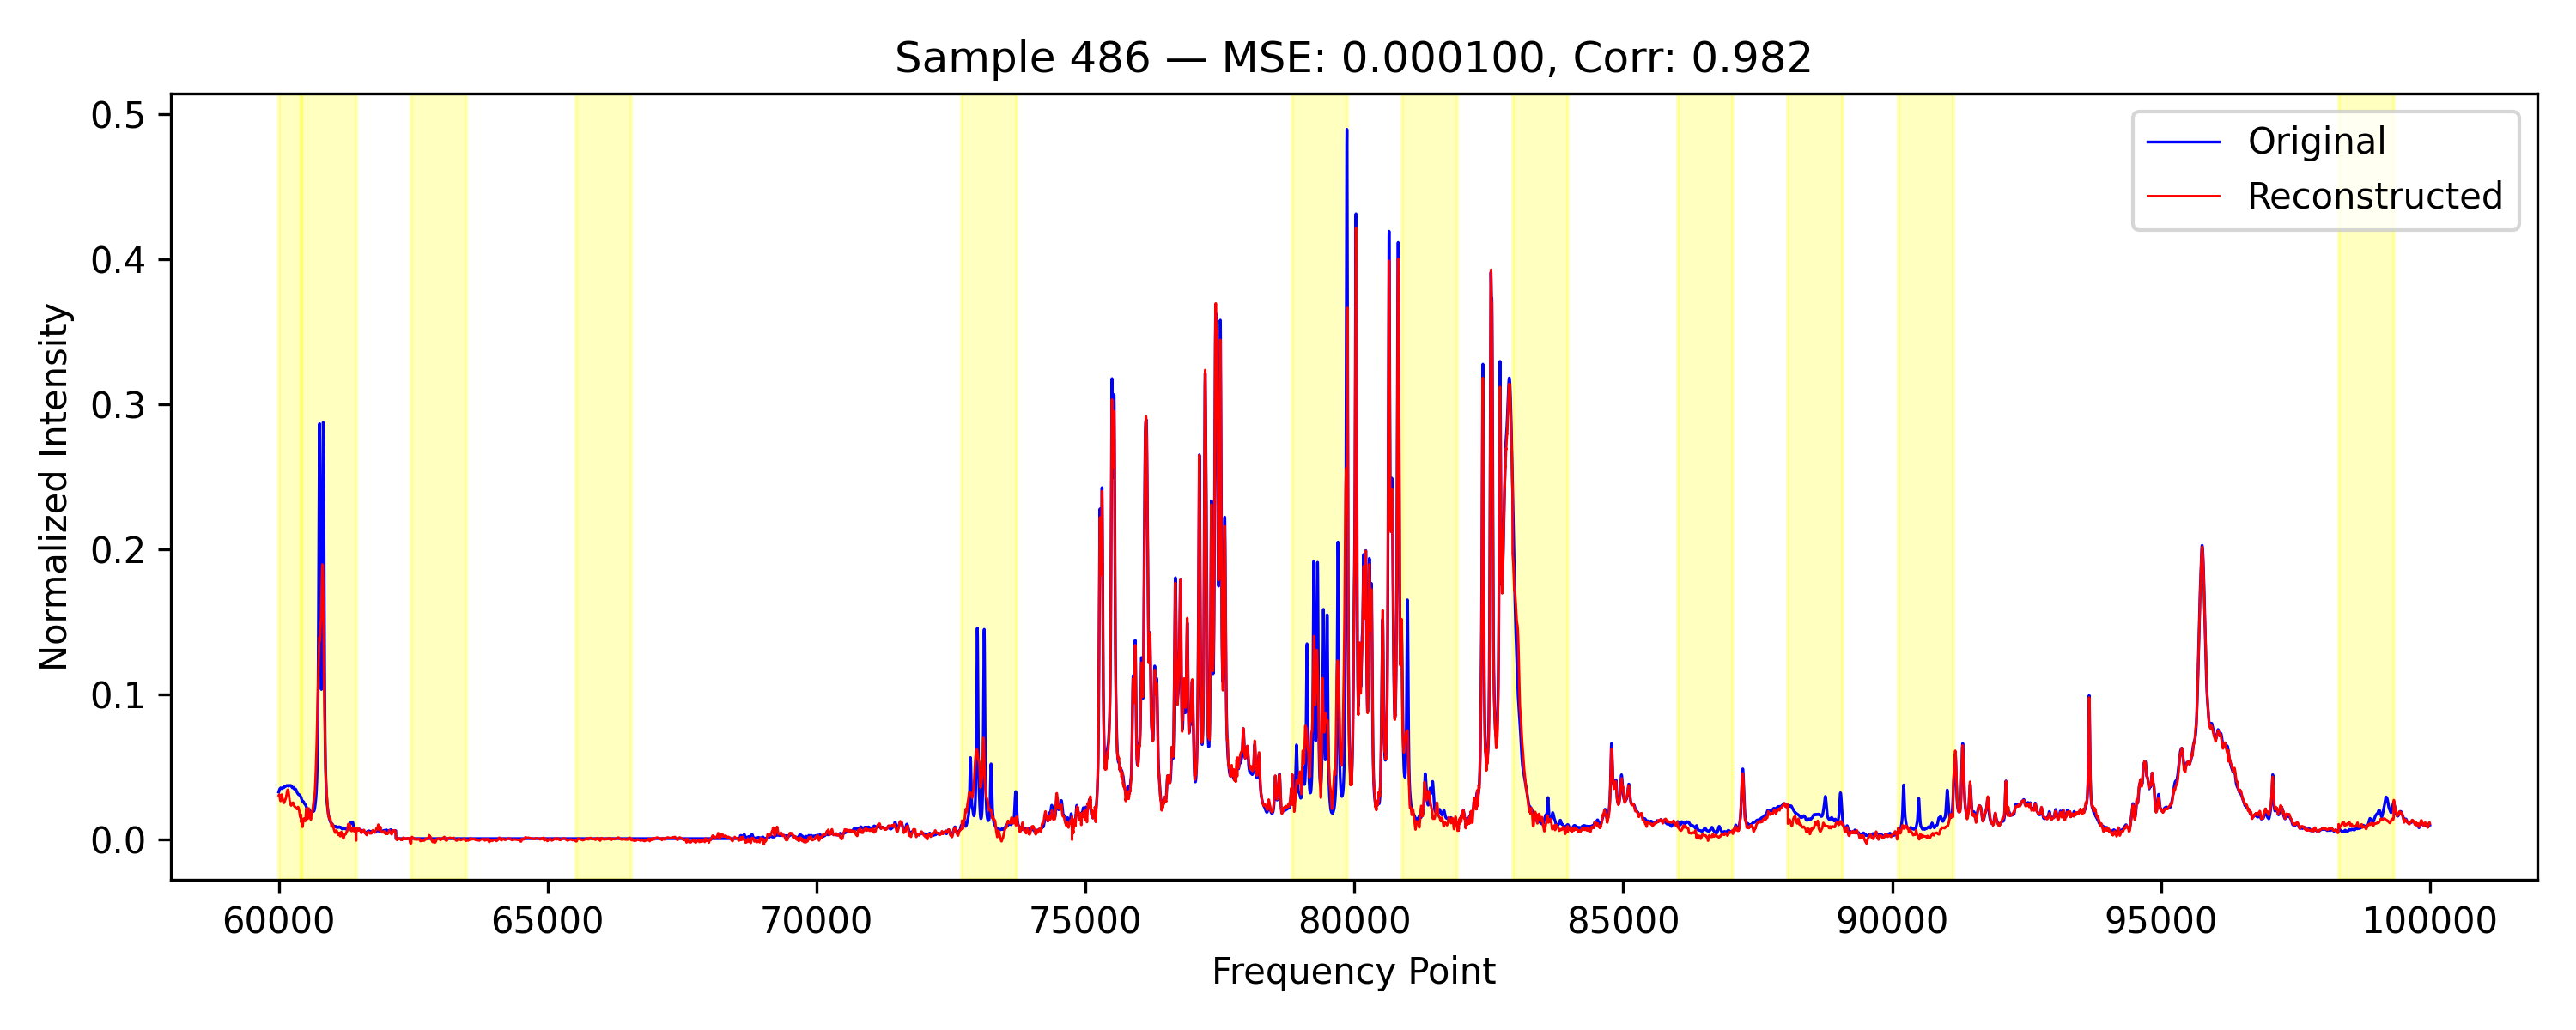 Sample 486 — MSE: 0.000100, Corr: 0.982
0.5
0.4
0.3
0.2
0.1
0.0
Normalized Intensity
Original
Reconstructed
60000 65000 70000 75000 80000 85000 90000 95000 100000
Frequency Point